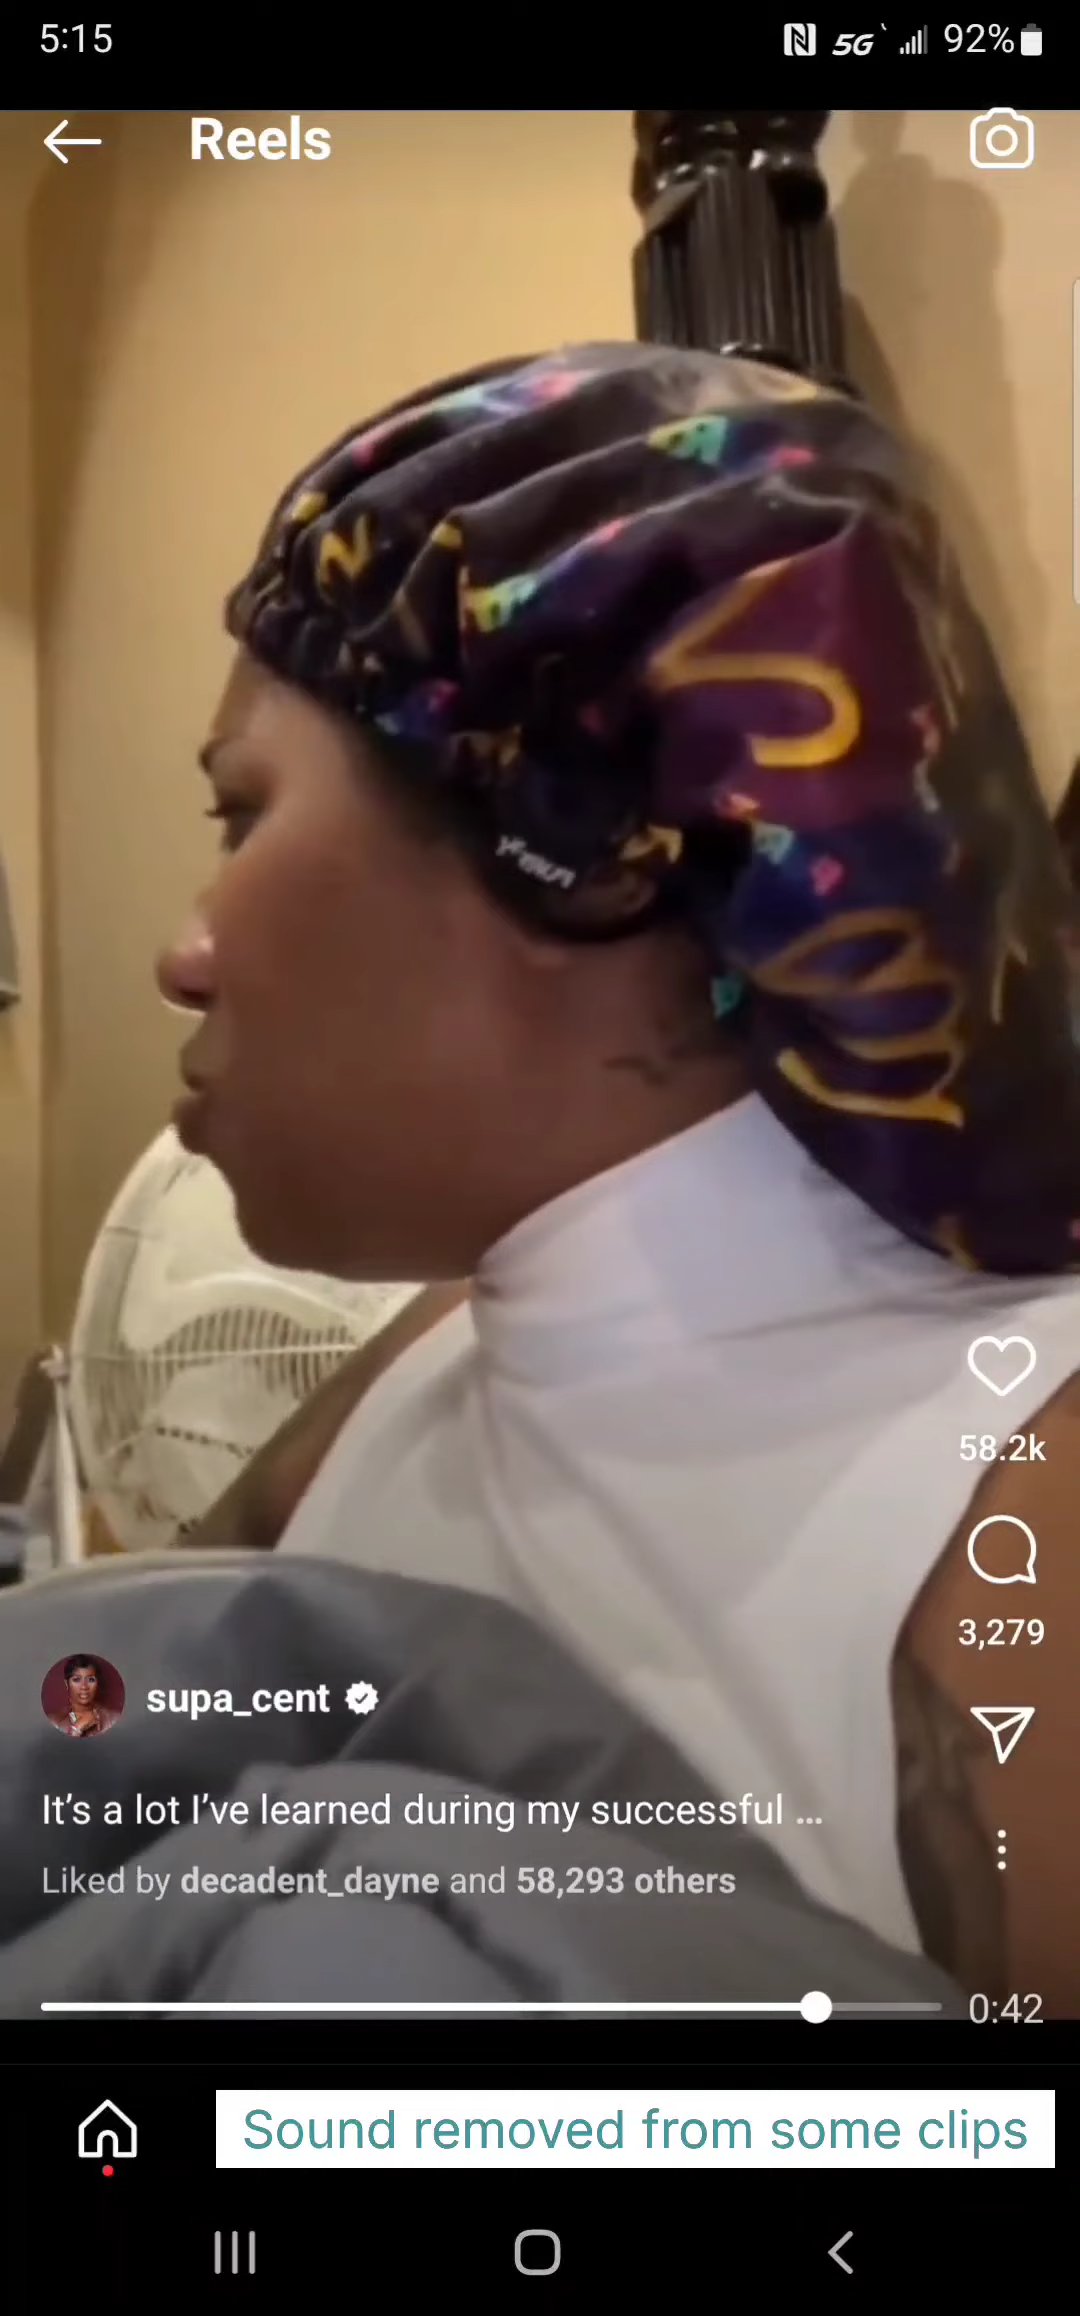 5:15
5G 92%
Reels
58.2k
3,279
supa_cent
It's a lot I've learned during my successful ...
Liked by decadent_dayne and 58,293 others
0:42
Sound removed from some clips